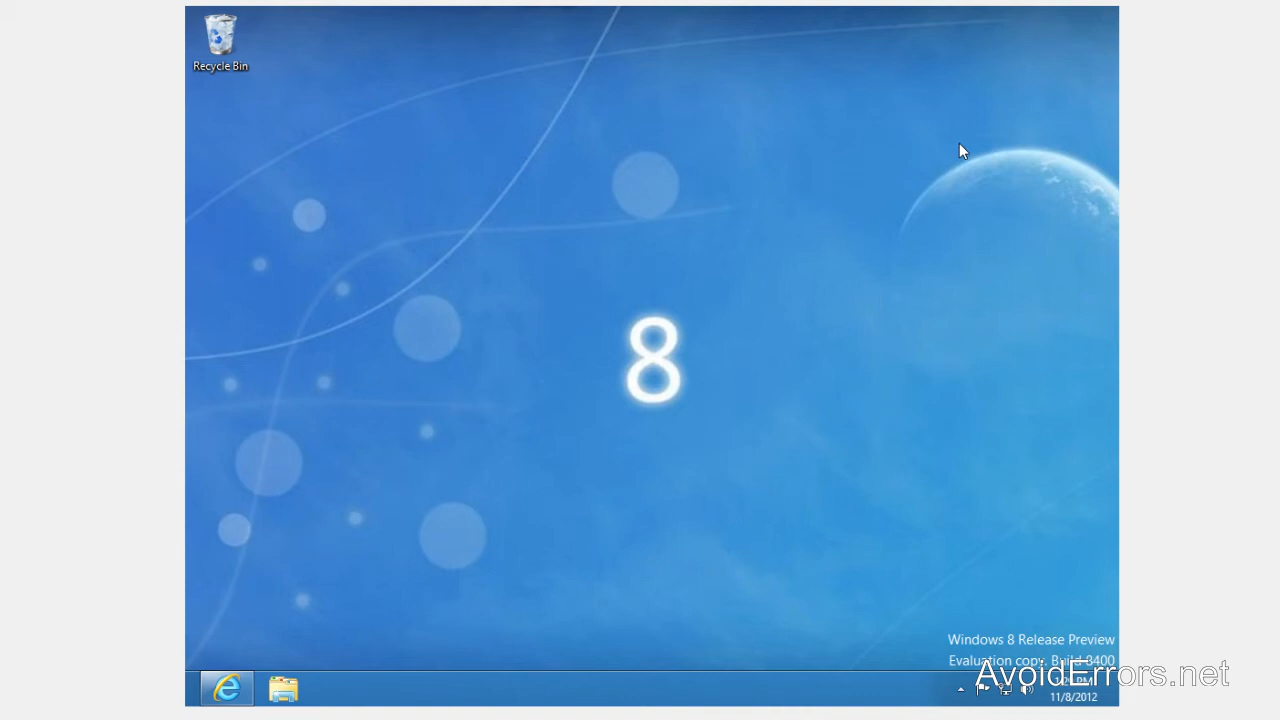 Recycle Bin
8
Windows 8 Release Preview
Evaluation copy. Build 8400
AvoidErrors.net
11/8/2012